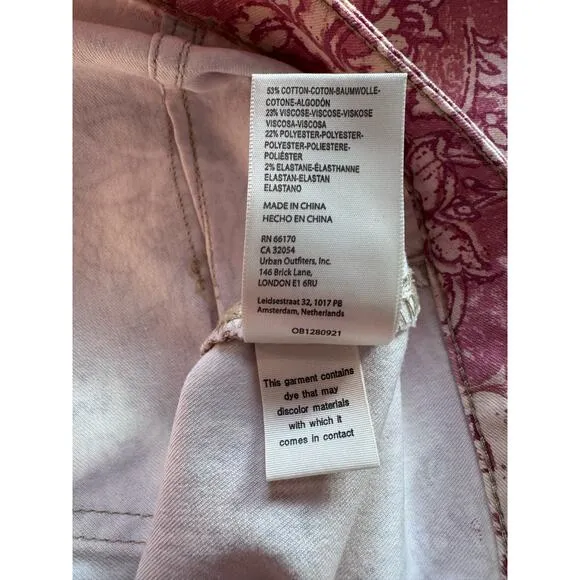 53% COTTON-COTON-BAUMWOLLE-
COTONE-ALGODÓN
23% VISCOSE-VISCOSE-VISKOSE
VISCOSA-VISCOSA
22% POLYESTER-POLYESTER-
POLYESTER-POLIESTERE-
POLIÉSTER
2% ELASTANE-ÉLASTHANNE
ELASTAN-ELASTAN
ELASTANO
MADE IN CHINA
HECHO EN CHINA
RN 66170
CA 32054
Urban Outfitters, Inc.
146 Brick Lane,
LONDON E1 6RU
Leidsestraat 32, 1017 PB
Amsterdam, Netherlands
OB1280921
This garment contains
dye that may
discolor materials
with which it
comes in contact